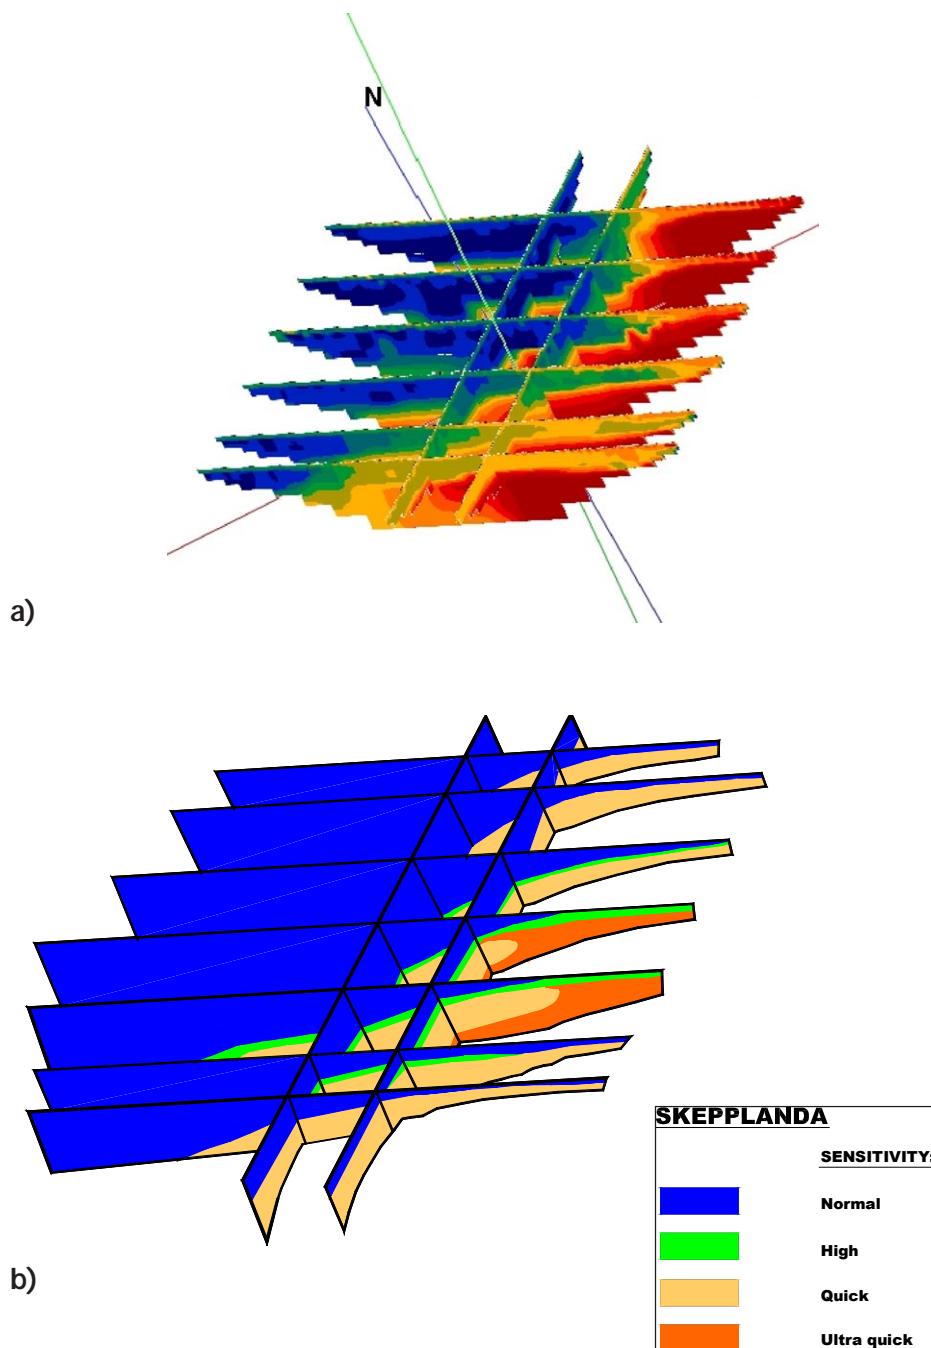 N
a)
SKEPPLANDA
SENSITIVITY:
Normal
High
Quick
b)
Ultra quick